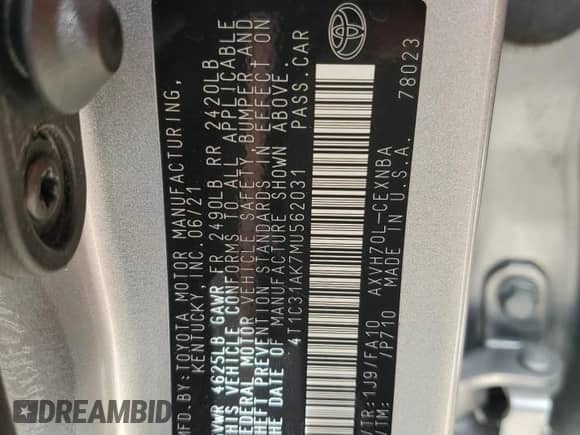 MFD.BY:TOYOTA MOTOR MANUFACTURING,
KENTUCKY, INC.06/21
GVWR 4625LB GAWR FR 2490LB RR 2420LB
THIS VEHICLE CONFORMS TO ALL APPLICABLE
FEDERAL MOTOR VEHICLE SAFETY, BUMPER, AND
THEFT PREVENTION STANDARDS IN EFFECT ON
THE DATE OF MANUFACTURE SHOWN ABOVE.
4T1C31AK7MU562031 PASS.CAR
/TR:1J9/FA10 AXVH70L-CEXNBA
/TM: /P710 MADE IN U.S.A. 78023
DREAMBID